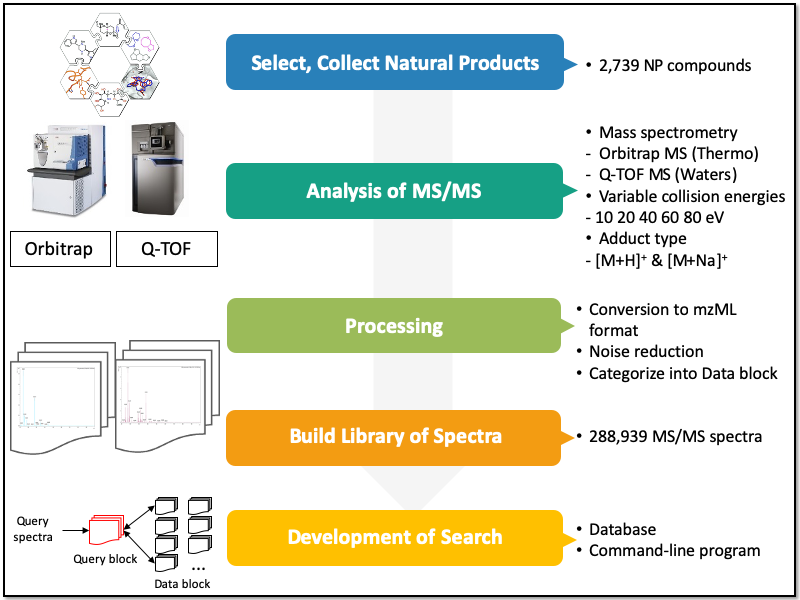 Select, Collect Natural Products
• 2,739 NP compounds
Orbitrap
Q-TOF
Analysis of MS/MS
• Mass spectrometry
- Orbitrap MS (Thermo)
- Q-TOF MS (Waters)
• Variable collision energies
- 10 20 40 60 80 eV
• Adduct type
- [M+H]⁺ & [M+Na]⁺
Processing
• Conversion to mzML
format
• Noise reduction
• Categorize into Data block
Build Library of Spectra
• 288,939 MS/MS spectra
Query
spectra
Query block
Data block
...
Development of Search
• Database
• Command-line program